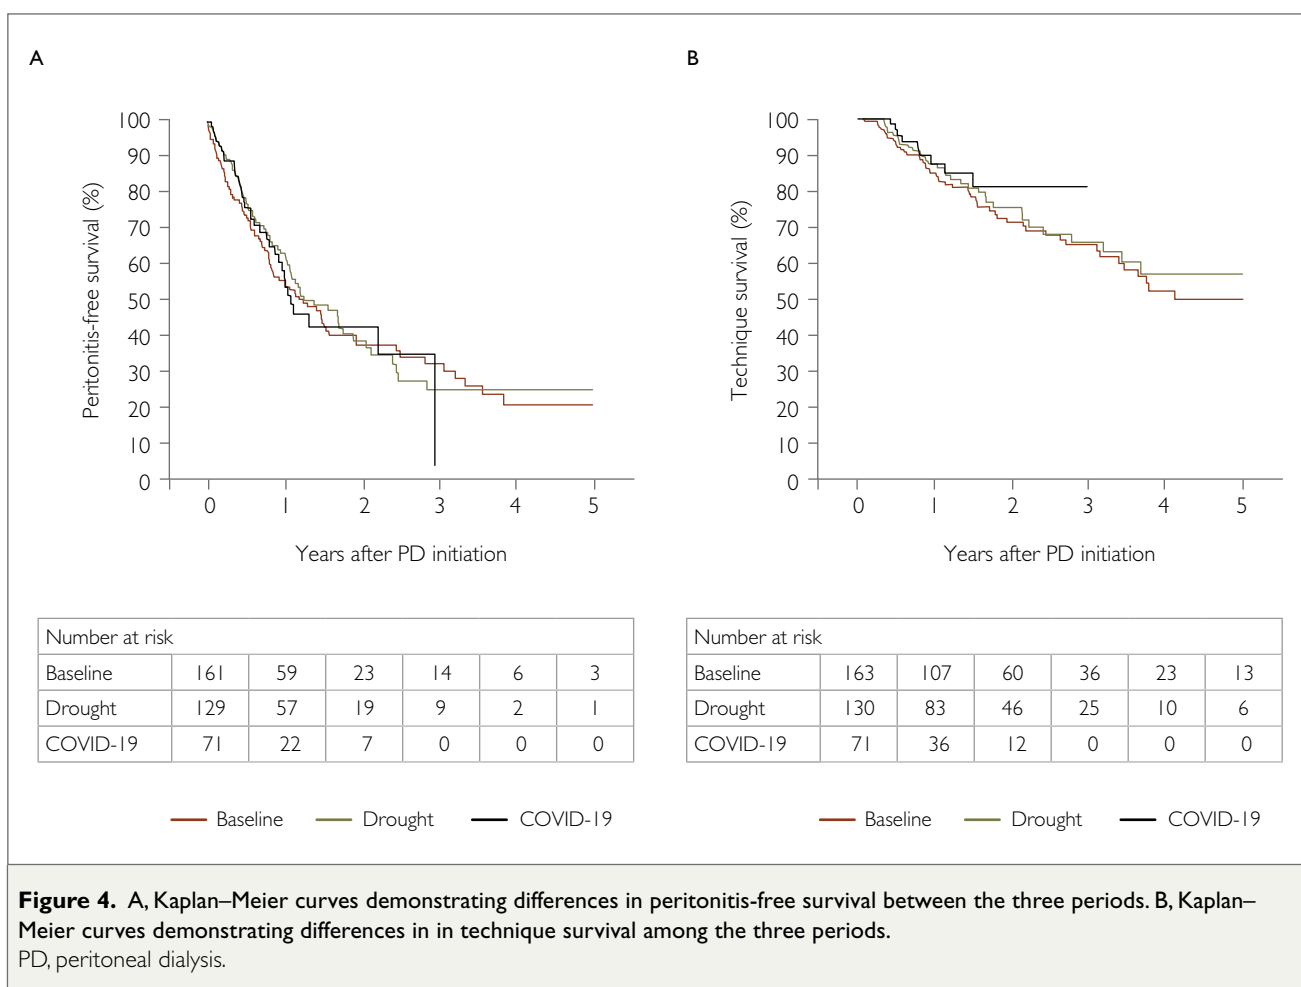 A
100
90
80
70
60
50
40
30
20
10
0
Peritonitis-free survival (%)
0 1 2 3 4 5
Years after PD initiation
Number at risk
Baseline 161 59 23 14 6 3
Drought 129 57 19 9 2 1
COVID-19 71 22 7 0 0 0
Baseline Drought COVID-19
B
100
90
80
70
60
50
40
30
20
10
0
Technique survival (%)
0 1 2 3 4 5
Years after PD initiation
Number at risk
Baseline 163 107 60 36 23 13
Drought 130 83 46 25 10 6
COVID-19 71 36 12 0 0 0
Baseline Drought COVID-19
Figure 4. A, Kaplan–Meier curves demonstrating differences in peritonitis-free survival between the three periods. B, Kaplan–
Meier curves demonstrating differences in in technique survival among the three periods.
PD, peritoneal dialysis.